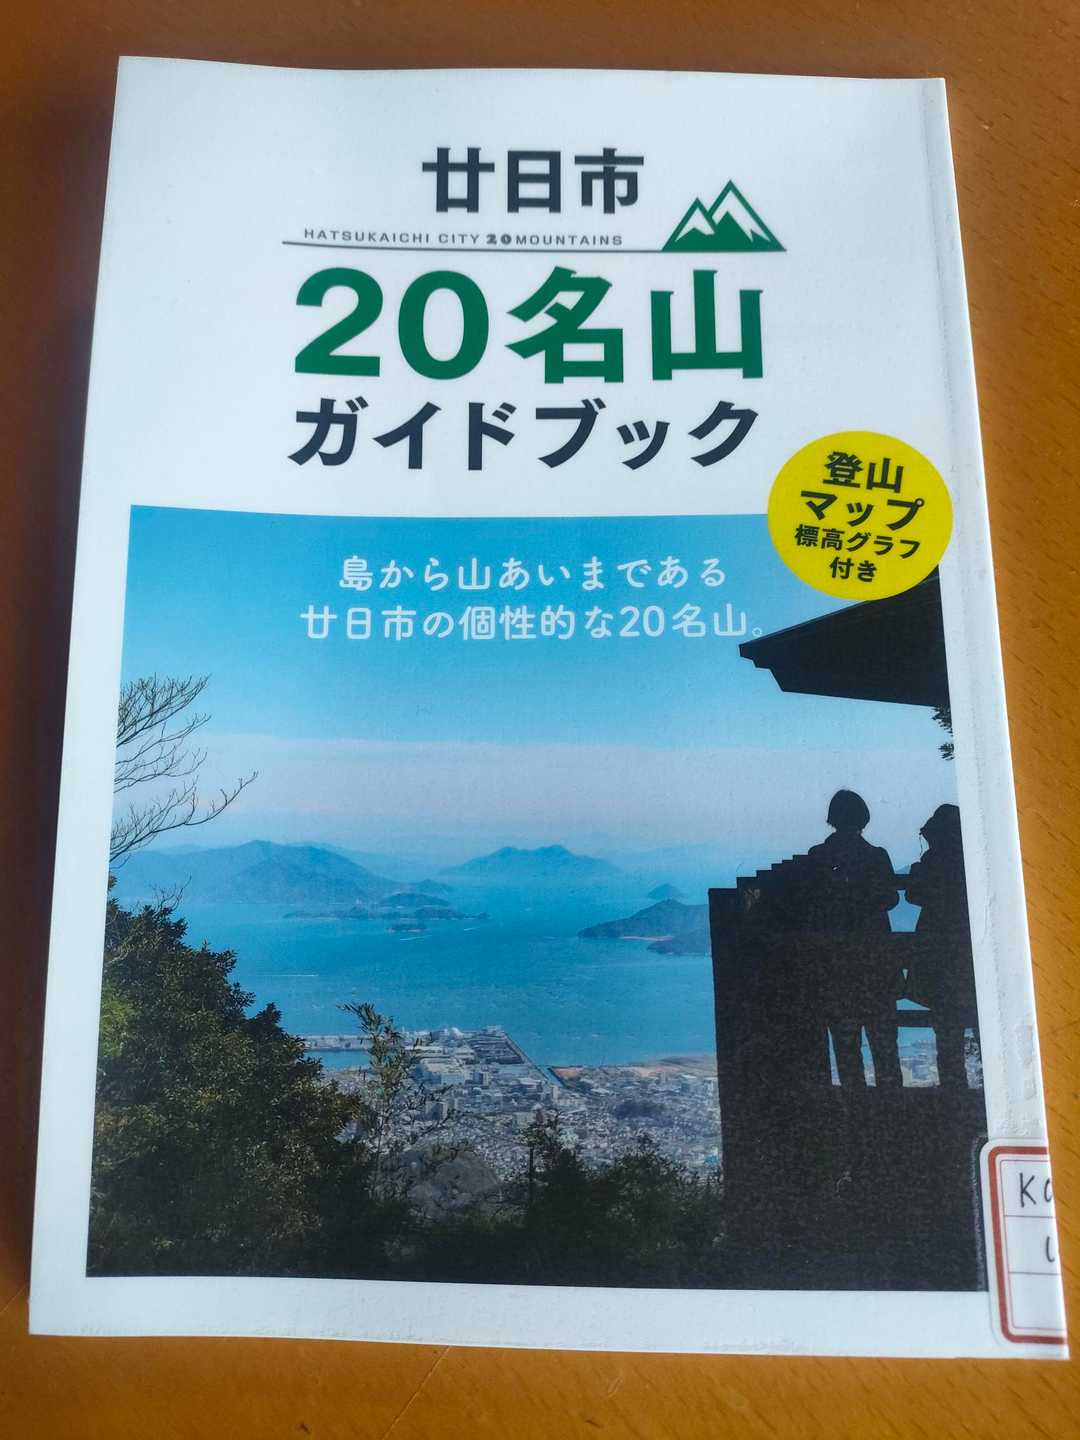 廿日市
HATSUKAICHI CITY 20 MOUNTAINS
20名山
ガイドブック
登山
マップ
標高グラフ
付き
島から山あいまである
廿日市の個性的な20名山。